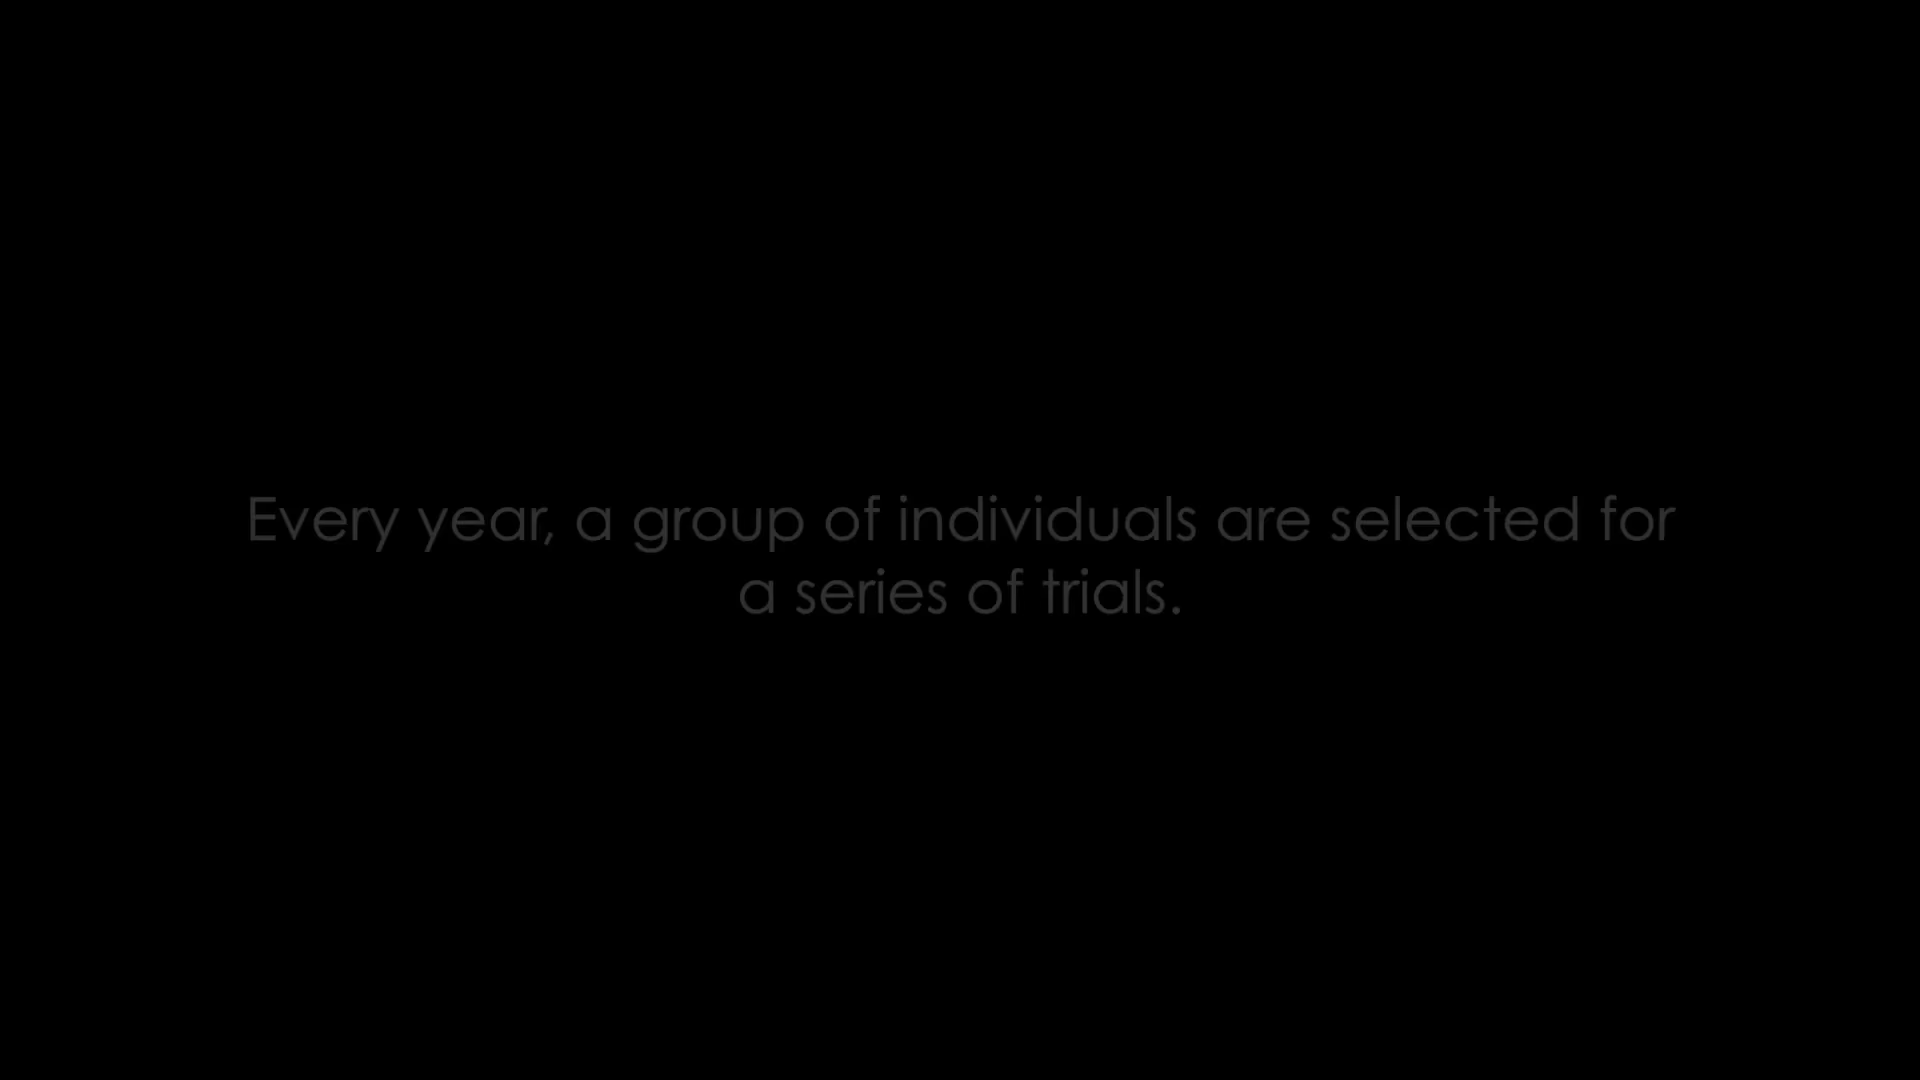 Every year, a group of individuals are selected for
a series of trials.